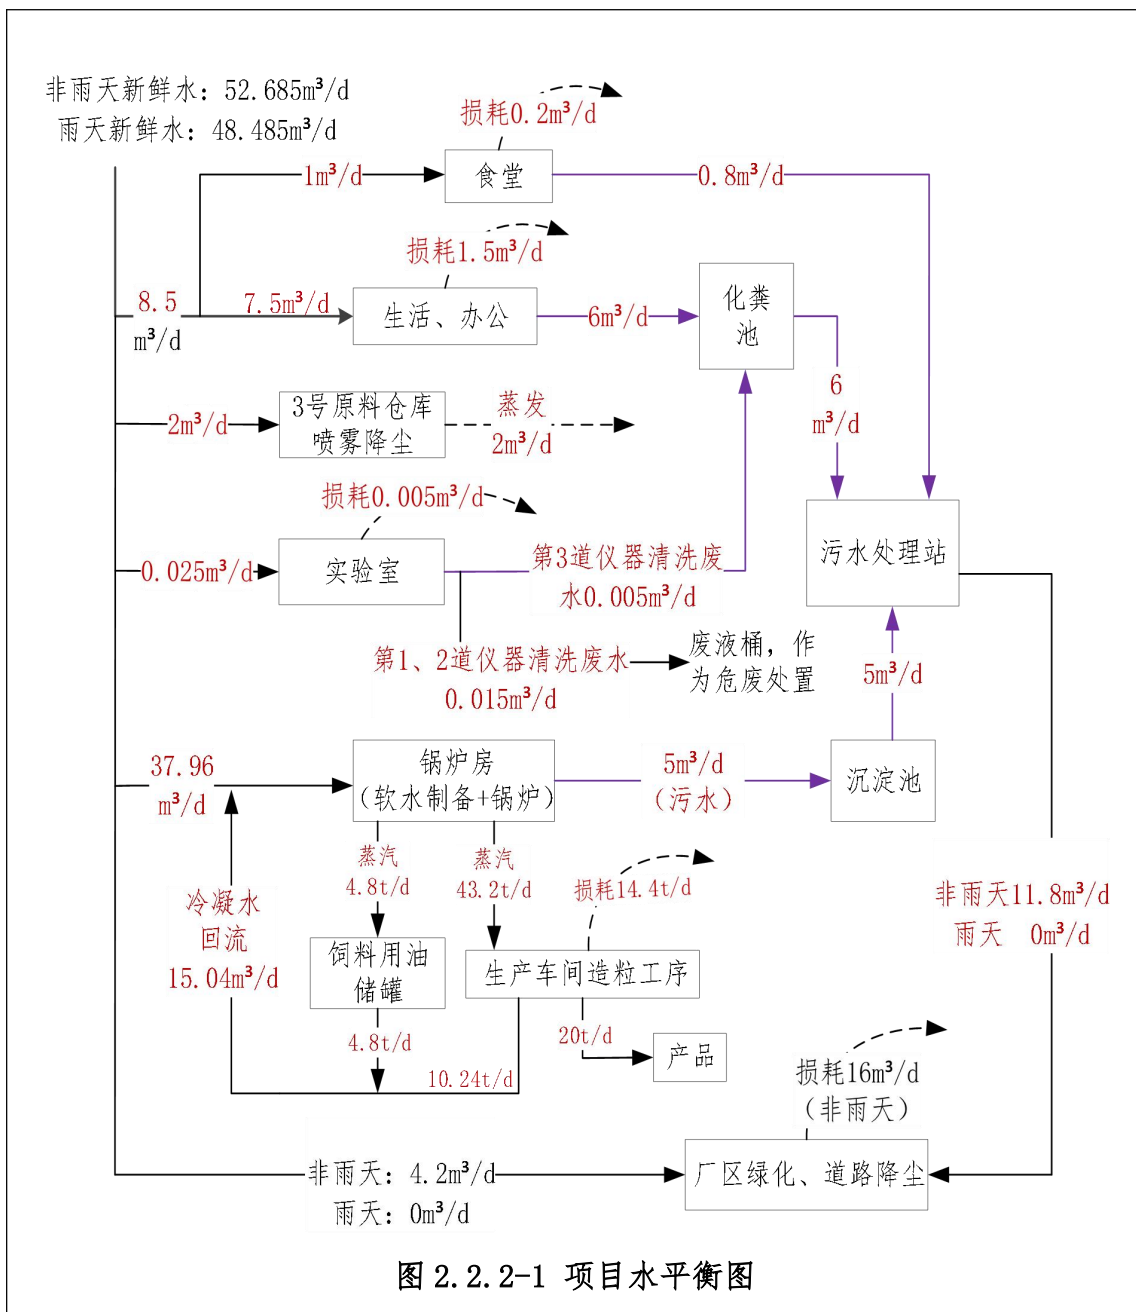 非雨天新鲜水：52.685m³/d
雨天新鲜水：48.485m³/d
损耗0.2m³/d
1m³/d
食堂
0.8m³/d
损耗1.5m³/d
8.5
m³/d
7.5m³/d
生活、办公
6m³/d
化粪
池
6
m³/d
2m³/d
3号原料仓库
喷雾降尘
蒸发
2m³/d
损耗0.005m³/d
0.025m³/d
实验室
第3道仪器清洗废
水0.005m³/d
污水处理站
第1、2道仪器清洗废水
0.015m³/d
废液桶，作
为危废处置
5m³/d
37.96
m³/d
锅炉房
（软水制备+锅炉）
5m³/d
（污水）
沉淀池
蒸汽
4.8t/d
蒸汽
43.2t/d
损耗14.4t/d
冷凝水
回流
15.04m³/d
非雨天11.8m³/d
雨天 0m³/d
饲料用油
储罐
生产车间造粒工序
4.8t/d
20t/d
产品
10.24t/d
损耗16m³/d
（非雨天）
非雨天：4.2m³/d
雨天：0m³/d
厂区绿化、道路降尘
图 2.2.2-1 项目水平衡图